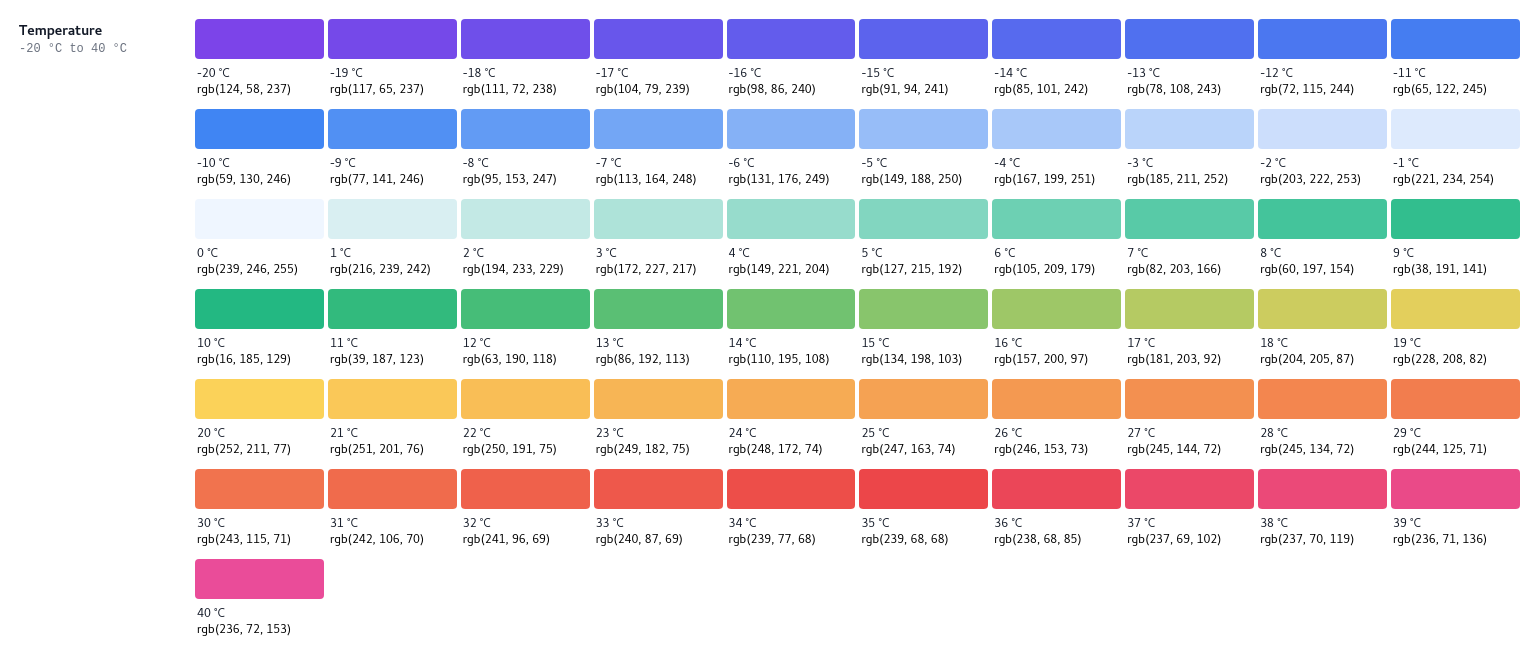 Temperature
-20 °C to 40 °C
-20 °C
rgb(124, 58, 237)
-19 °C
rgb(117, 65, 237)
-18 °C
rgb(111, 72, 238)
-17 °C
rgb(104, 79, 239)
-16 °C
rgb(98, 86, 240)
-15 °C
rgb(91, 94, 241)
-14 °C
rgb(85, 101, 242)
-13 °C
rgb(78, 108, 243)
-12 °C
rgb(72, 115, 244)
-11 °C
rgb(65, 122, 245)
-10 °C
rgb(59, 130, 246)
-9 °C
rgb(77, 141, 246)
-8 °C
rgb(95, 153, 247)
-7 °C
rgb(113, 164, 248)
-6 °C
rgb(131, 176, 249)
-5 °C
rgb(149, 188, 250)
-4 °C
rgb(167, 199, 251)
-3 °C
rgb(185, 211, 252)
-2 °C
rgb(203, 222, 253)
-1 °C
rgb(221, 234, 254)
0 °C
rgb(239, 246, 255)
1 °C
rgb(216, 239, 242)
2 °C
rgb(194, 233, 229)
3 °C
rgb(172, 227, 217)
4 °C
rgb(149, 221, 204)
5 °C
rgb(127, 215, 192)
6 °C
rgb(105, 209, 179)
7 °C
rgb(82, 203, 166)
8 °C
rgb(60, 197, 154)
9 °C
rgb(38, 191, 141)
10 °C
rgb(16, 185, 129)
11 °C
rgb(39, 187, 123)
12 °C
rgb(63, 190, 118)
13 °C
rgb(86, 192, 113)
14 °C
rgb(110, 195, 108)
15 °C
rgb(134, 198, 103)
16 °C
rgb(157, 200, 97)
17 °C
rgb(181, 203, 92)
18 °C
rgb(204, 205, 87)
19 °C
rgb(228, 208, 82)
20 °C
rgb(252, 211, 77)
21 °C
rgb(251, 201, 76)
22 °C
rgb(250, 191, 75)
23 °C
rgb(249, 182, 75)
24 °C
rgb(248, 172, 74)
25 °C
rgb(247, 163, 74)
26 °C
rgb(246, 153, 73)
27 °C
rgb(245, 144, 72)
28 °C
rgb(245, 134, 72)
29 °C
rgb(244, 125, 71)
30 °C
rgb(243, 115, 71)
31 °C
rgb(242, 106, 70)
32 °C
rgb(241, 96, 69)
33 °C
rgb(240, 87, 69)
34 °C
rgb(239, 77, 68)
35 °C
rgb(239, 68, 68)
36 °C
rgb(238, 68, 85)
37 °C
rgb(237, 69, 102)
38 °C
rgb(237, 70, 119)
39 °C
rgb(236, 71, 136)
40 °C
rgb(236, 72, 153)